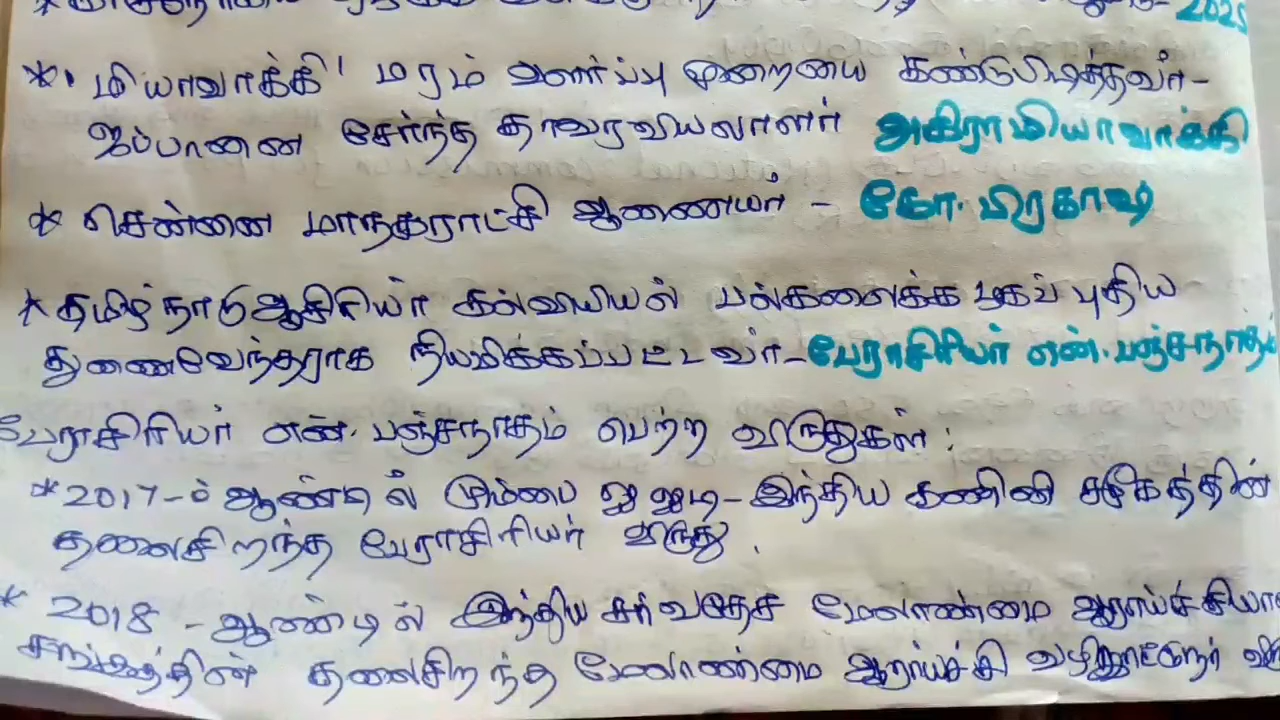 2025
* 'மியாவாக்கி' மரம் வளர்ப்பு முறையை கண்டுபிடித்தவர் -
ஜப்பானை சேர்ந்த தாவரவியலாளர் அகிரா மியாவாக்கி
* சென்னை மாநகராட்சி ஆணையர் - கோ. பிரகாஷ்
* தமிழ்நாடு ஆசிரியர் கல்வியியல் பல்கலைக்கழகப் புதிய
துணைவேந்தராக நியமிக்கப்பட்டவர் - பேராசிரியர் என். பஞ்சநாதம்
பேராசிரியர் என். பஞ்சநாதம் பெற்ற விருதுகள் :
* 2017-ம் ஆண்டில் மும்பை ஐஐடி - இந்திய கணினி சமூகத்தின்
தலைசிறந்த பேராசிரியர் விருது.
* 2018 - ஆண்டில் இந்திய சர்வதேச மேலாண்மை ஆராய்ச்சியா
சங்கத்தின் தலைசிறந்த மேலாண்மை ஆராய்ச்சி வழிகாட்டுநர்